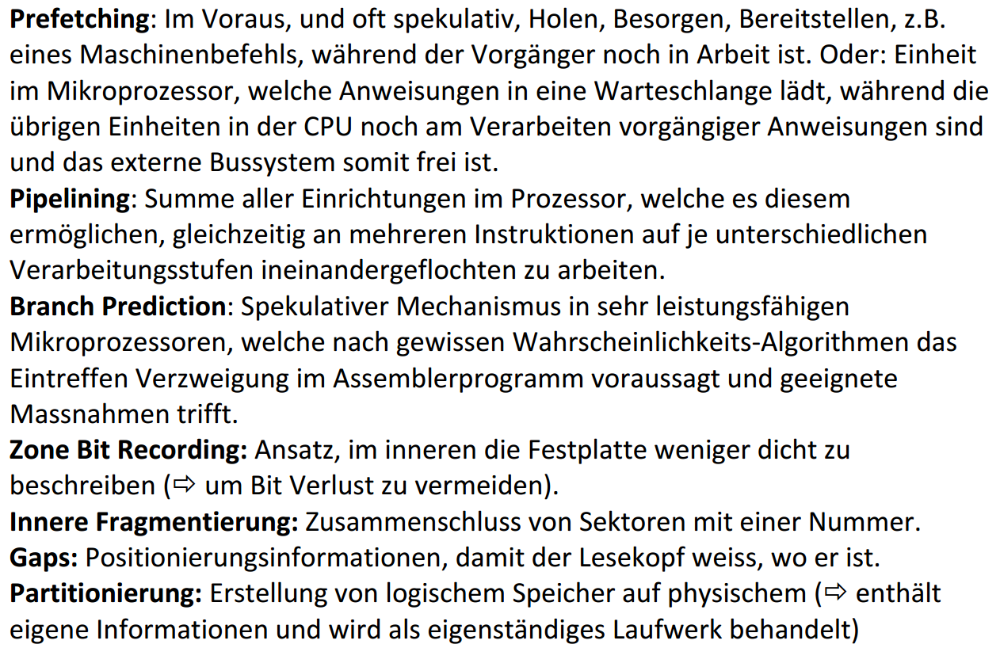 Prefetching: Im Voraus, und oft spekulativ, Holen, Besorgen, Bereitstellen, z.B.
eines Maschinenbefehls, während der Vorgänger noch in Arbeit ist. Oder: Einheit
im Mikroprozessor, welche Anweisungen in eine Warteschlange lädt, während die
übrigen Einheiten in der CPU noch am Verarbeiten vorgängiger Anweisungen sind
und das externe Bussystem somit frei ist.
Pipelining: Summe aller Einrichtungen im Prozessor, welche es diesem
ermöglichen, gleichzeitig an mehreren Instruktionen auf je unterschiedlichen
Verarbeitungsstufen ineinandergeflochten zu arbeiten.
Branch Prediction: Spekulativer Mechanismus in sehr leistungsfähigen
Mikroprozessoren, welche nach gewissen Wahrscheinlichkeits-Algorithmen das
Eintreffen Verzweigung im Assemblerprogramm voraussagt und geeignete
Massnahmen trifft.
Zone Bit Recording: Ansatz, im inneren die Festplatte weniger dicht zu
beschreiben (⇨ um Bit Verlust zu vermeiden).
Innere Fragmentierung: Zusammenschluss von Sektoren mit einer Nummer.
Gaps: Positionierungsinformationen, damit der Lesekopf weiss, wo er ist.
Partitionierung: Erstellung von logischem Speicher auf physischem (⇨ enthält
eigene Informationen und wird als eigenständiges Laufwerk behandelt)